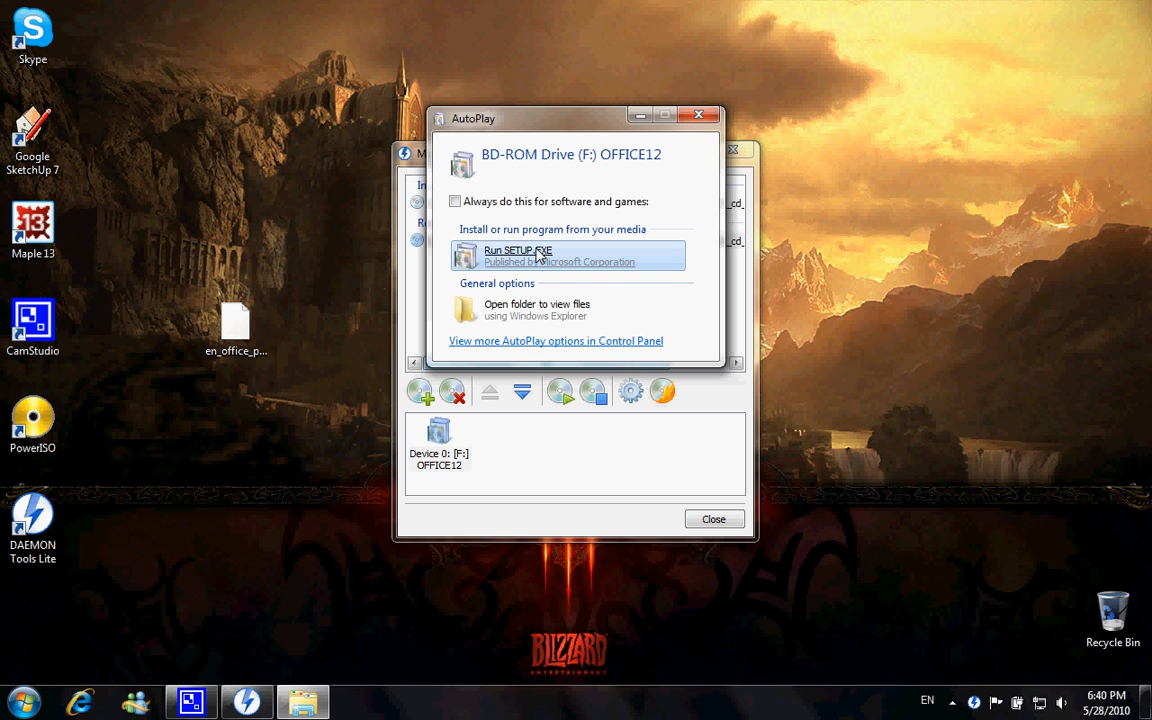 Skype
Google
SketchUp 7
Maple 13
CamStudio
PowerISO
DAEMON
Tools Lite
en_office_p...
AutoPlay
BD-ROM Drive (F:) OFFICE12
Always do this for software and games:
Install or run program from your media
Run SETUP.EXE
Published by Microsoft Corporation
General options
Open folder to view files
using Windows Explorer
View more AutoPlay options in Control Panel
_cd_
_cd_
Device 0: [F:]
OFFICE12
Close
BLIZZARD
ENTERTAINMENT
Recycle Bin
EN
6:40 PM
5/28/2010